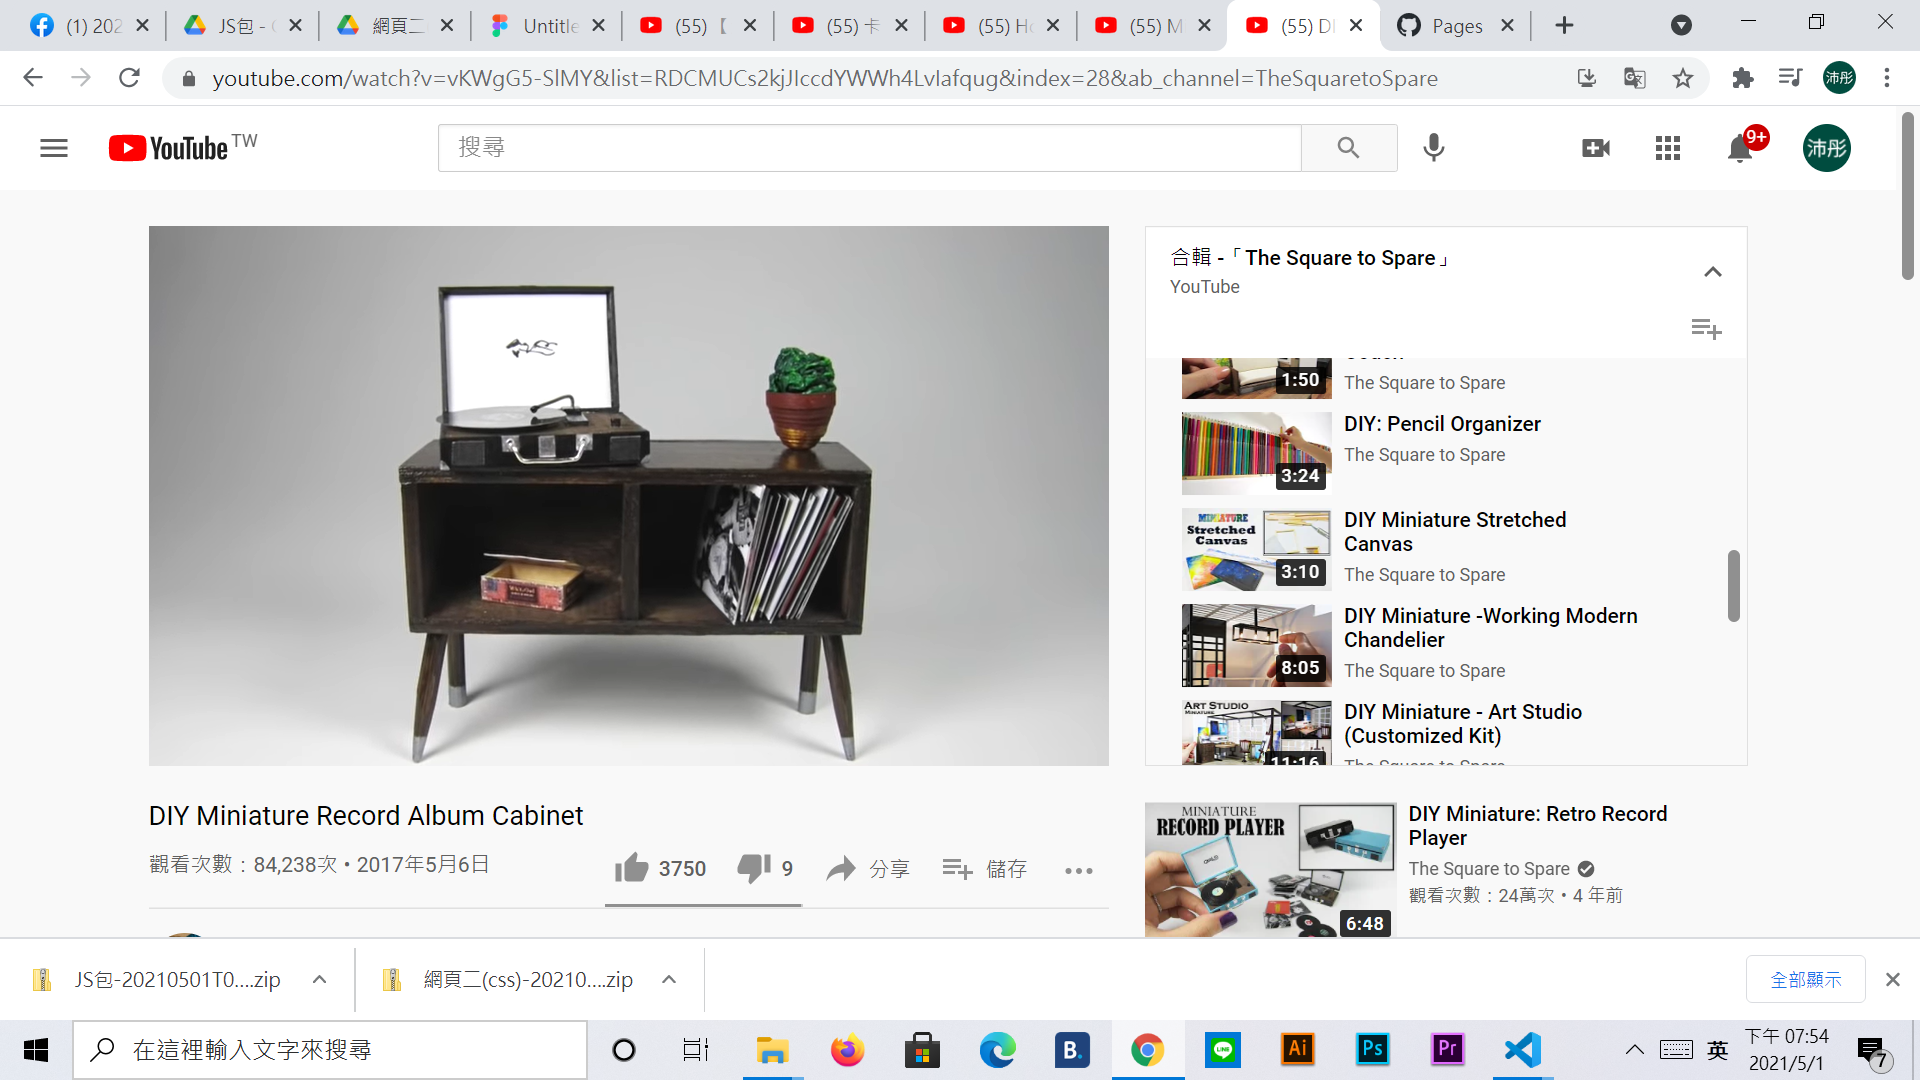 (1) 202
JS包 - G
網頁二
Untitle
(55) 【
(55) 卡
(55) Ho
(55) M
(55) DI
Pages
youtube.com/watch?v=vKWgG5-SlMY&list=RDCMUCs2kjJIccdYWWh4LvIafqug&index=28&ab_channel=TheSquaretoSpare
沛彤
YouTube TW
搜尋
9+
沛彤
合輯 -「The Square to Spare」
YouTube
1:50
The Square to Spare
DIY: Pencil Organizer
The Square to Spare
3:24
MINIATURE
Stretched
Canvas
3:10
DIY Miniature Stretched
Canvas
The Square to Spare
8:05
DIY Miniature -Working Modern
Chandelier
The Square to Spare
ART STUDIO
MINIATURE
11:16
DIY Miniature - Art Studio
(Customized Kit)
The Square to Spare
DIY Miniature Record Album Cabinet
觀看次數：84,238次 • 2017年5月6日
3750
9
分享
儲存
MINIATURE
RECORD PLAYER
6:48
DIY Miniature: Retro Record
Player
The Square to Spare
觀看次數：24萬次 • 4 年前
JS包-20210501T0....zip
網頁二(css)-20210....zip
全部顯示
在這裡輸入文字來搜尋
B.
LINE
Ai
Ps
Pr
英
下午 07:54
2021/5/1
7